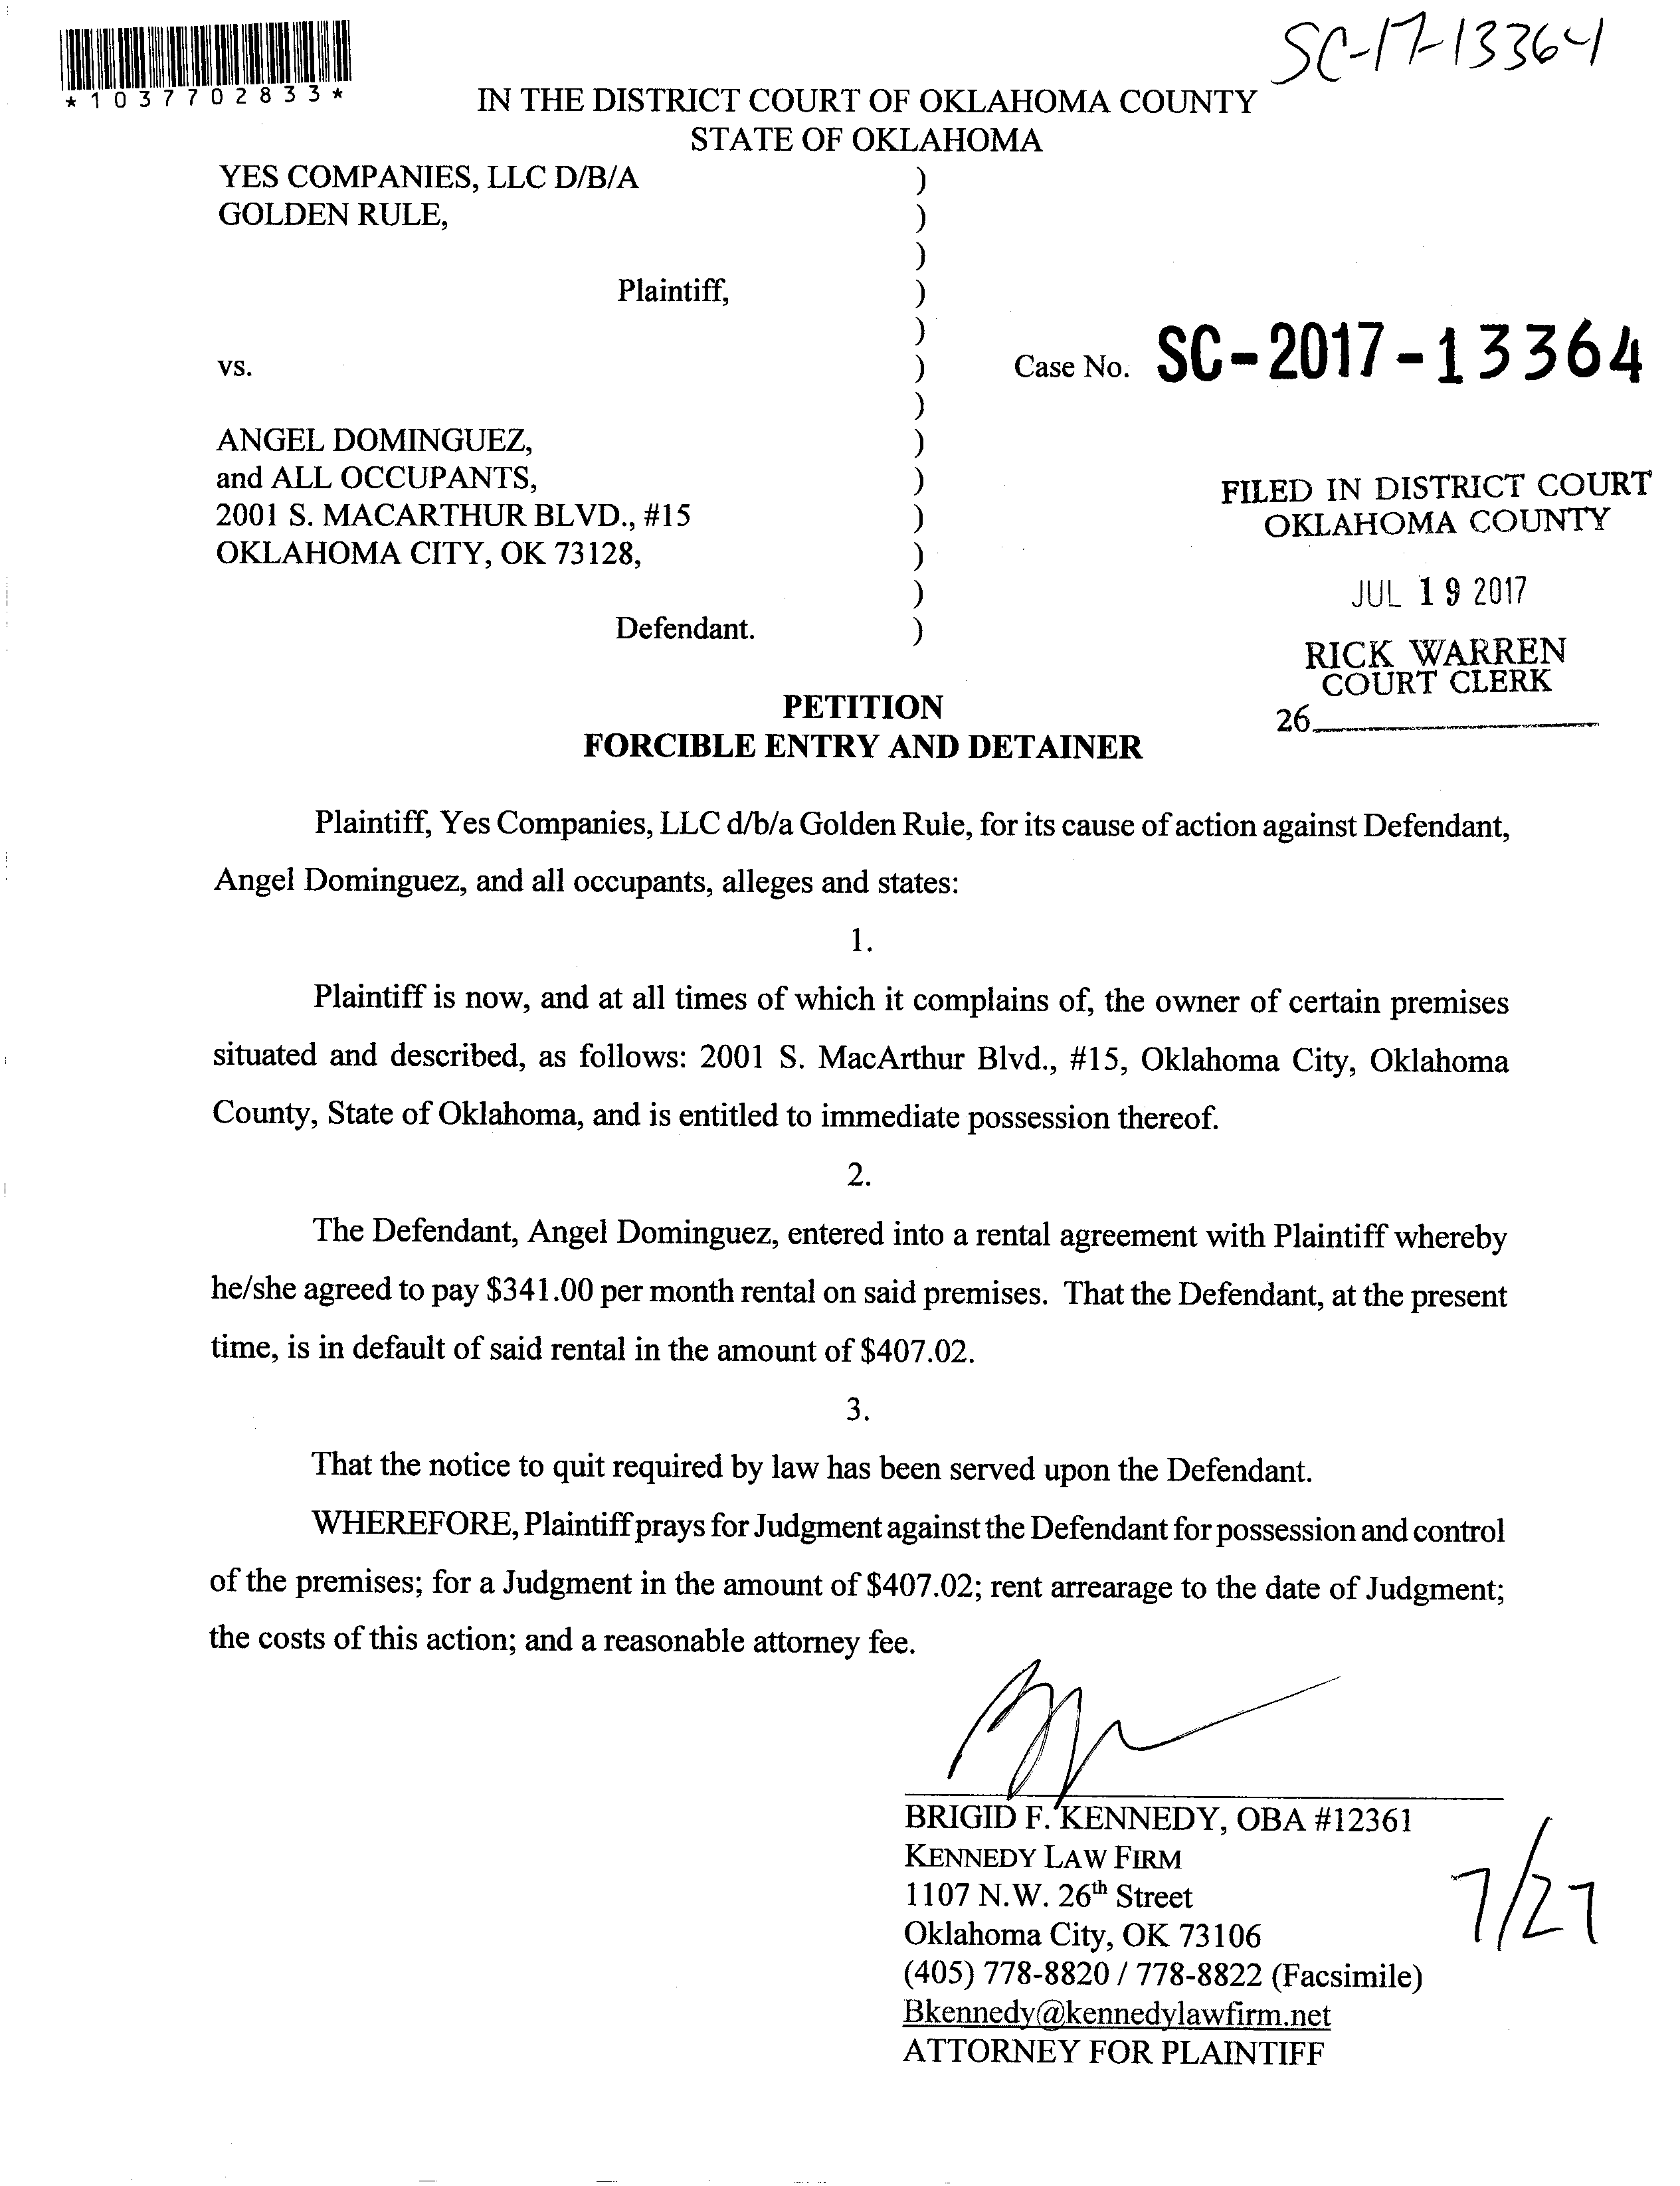 SC-17-13364
*1037702833*
IN THE DISTRICT COURT OF OKLAHOMA COUNTY
STATE OF OKLAHOMA
YES COMPANIES, LLC D/B/A )
GOLDEN RULE, )
)
Plaintiff, )
)
vs. ) Case No. SC-2017-13364
)
ANGEL DOMINGUEZ, )
and ALL OCCUPANTS, )
2001 S. MACARTHUR BLVD., #15 )
OKLAHOMA CITY, OK 73128, )
)
Defendant. )
FILED IN DISTRICT COURT
OKLAHOMA COUNTY
JUL 19 2017
RICK WARREN
COURT CLERK
26
PETITION
FORCIBLE ENTRY AND DETAINER
Plaintiff, Yes Companies, LLC d/b/a Golden Rule, for its cause of action against Defendant,
Angel Dominguez, and all occupants, alleges and states:
1.
Plaintiff is now, and at all times of which it complains of, the owner of certain premises
situated and described, as follows: 2001 S. MacArthur Blvd., #15, Oklahoma City, Oklahoma
County, State of Oklahoma, and is entitled to immediate possession thereof.
2.
The Defendant, Angel Dominguez, entered into a rental agreement with Plaintiff whereby
he/she agreed to pay $341.00 per month rental on said premises. That the Defendant, at the present
time, is in default of said rental in the amount of $407.02.
3.
That the notice to quit required by law has been served upon the Defendant.
WHEREFORE, Plaintiff prays for Judgment against the Defendant for possession and control
of the premises; for a Judgment in the amount of $407.02; rent arrearage to the date of Judgment;
the costs of this action; and a reasonable attorney fee.
BRIGID F. KENNEDY, OBA #12361
KENNEDY LAW FIRM
1107 N.W. 26th Street
Oklahoma City, OK 73106
(405) 778-8820 / 778-8822 (Facsimile)
Bkennedy@kennedylawfirm.net
ATTORNEY FOR PLAINTIFF
7/27